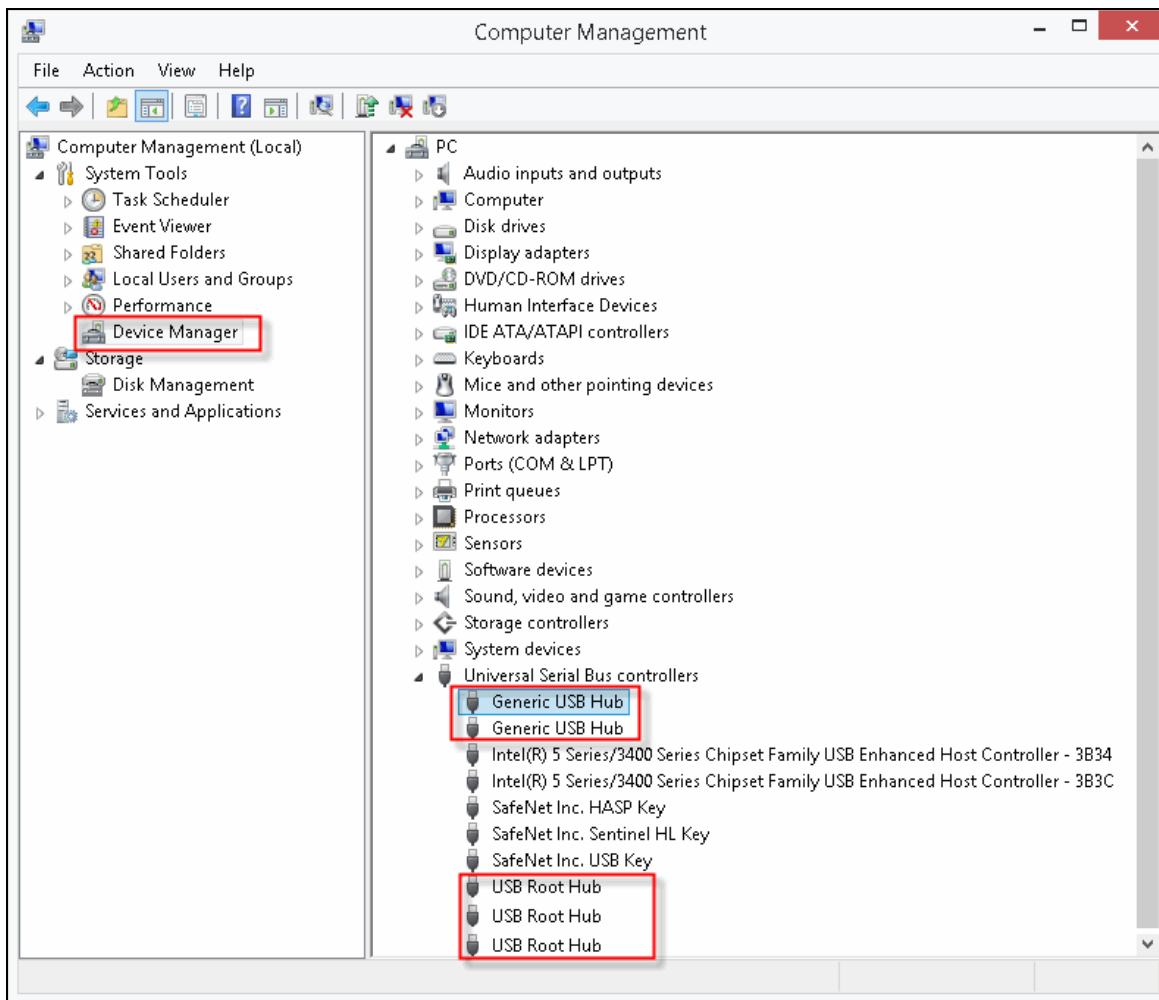 Computer Management
File Action View Help
Computer Management (Local)
System Tools
Task Scheduler
Event Viewer
Shared Folders
Local Users and Groups
Performance
Device Manager
Storage
Disk Management
Services and Applications
PC
Audio inputs and outputs
Computer
Disk drives
Display adapters
DVD/CD-ROM drives
Human Interface Devices
IDE ATA/ATAPI controllers
Keyboards
Mice and other pointing devices
Monitors
Network adapters
Ports (COM & LPT)
Print queues
Processors
Sensors
Software devices
Sound, video and game controllers
Storage controllers
System devices
Universal Serial Bus controllers
Generic USB Hub
Generic USB Hub
Intel(R) 5 Series/3400 Series Chipset Family USB Enhanced Host Controller - 3B34
Intel(R) 5 Series/3400 Series Chipset Family USB Enhanced Host Controller - 3B3C
SafeNet Inc. HASP Key
SafeNet Inc. Sentinel HL Key
SafeNet Inc. USB Key
USB Root Hub
USB Root Hub
USB Root Hub